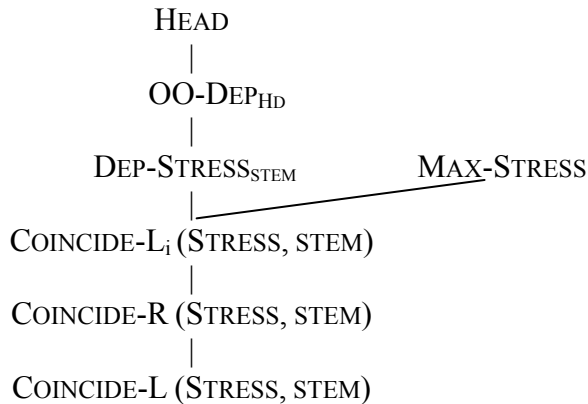 HEAD
OO-DEPHD
DEP-STRESSSTEM MAX-STRESS
COINCIDE-Li (STRESS, STEM)
COINCIDE-R (STRESS, STEM)
COINCIDE-L (STRESS, STEM)